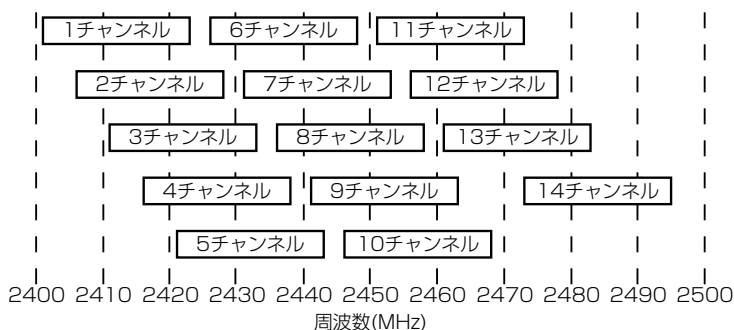 1チャンネル 6チャンネル 11チャンネル
2チャンネル 7チャンネル 12チャンネル
3チャンネル 8チャンネル 13チャンネル
4チャンネル 9チャンネル 14チャンネル
5チャンネル 10チャンネル
2400 2410 2420 2430 2440 2450 2460 2470 2480 2490 2500
周波数(MHz)